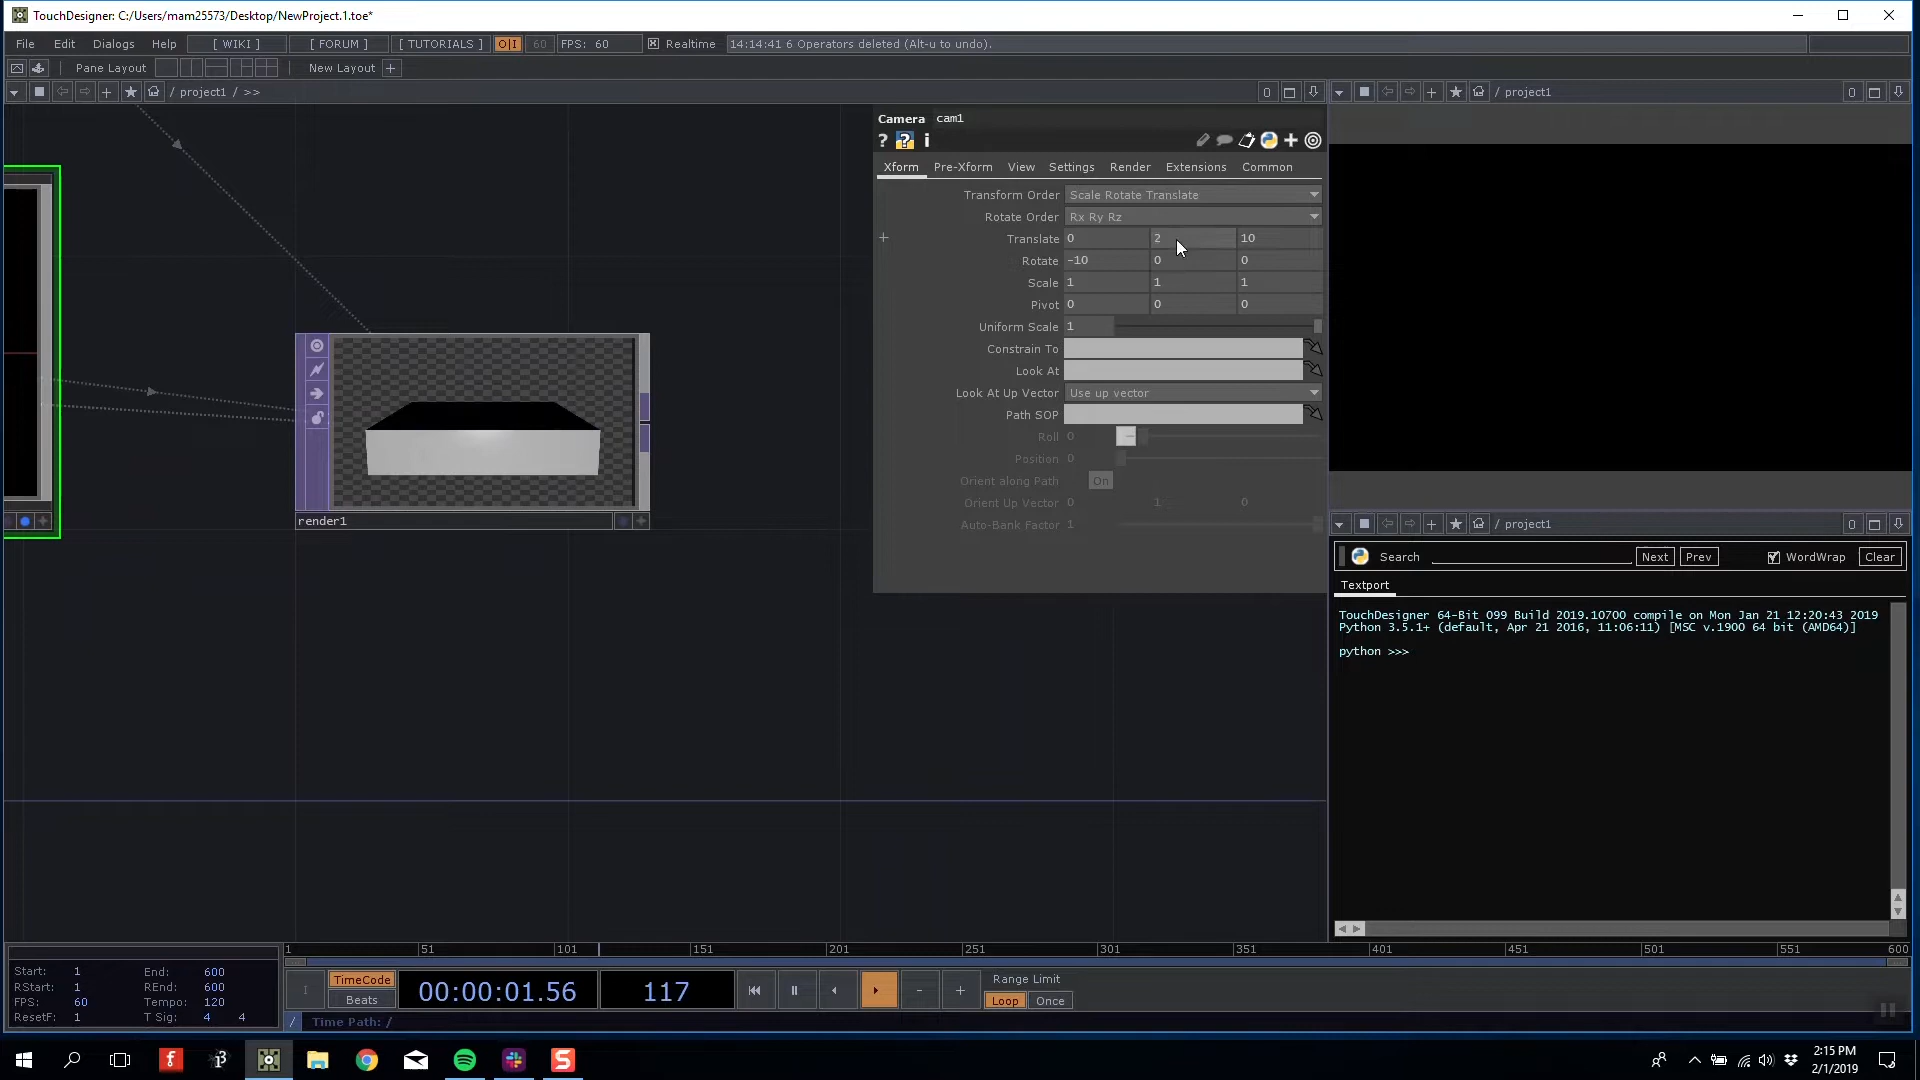 TouchDesigner: C:/Users/mam25573/Desktop/NewProject.1.toe*
File Edit Dialogs Help [ WIKI ] [ FORUM ] [ TUTORIALS ] O|I 60 FPS: 60 Realtime 14:14:41 6 Operators deleted (Alt-u to undo).
Pane Layout New Layout +
/ project1 / >> 0
/ project1 0
Camera cam1
? ? i
Xform Pre-Xform View Settings Render Extensions Common
Transform Order Scale Rotate Translate
Rotate Order Rx Ry Rz
Translate 0 2 10
Rotate -10 0 0
Scale 1 1 1
Pivot 0 0 0
Uniform Scale 1
Constrain To
Look At
Look At Up Vector Use up vector
Path SOP
Roll 0
Position 0
Orient along Path On
Orient Up Vector 0 1 0
Auto-Bank Factor 1
render1
/ project1 0
Search Next Prev WordWrap Clear
Textport
TouchDesigner 64-Bit 099 Build 2019.10700 compile on Mon Jan 21 12:20:43 2019
Python 3.5.1+ (default, Apr 21 2016, 11:06:11) [MSC v.1900 64 bit (AMD64)]
python >>>
1 51 101 151 201 251 301 351 401 451 501 551 600
Start: 1 End: 600
RStart: 1 REnd: 600
FPS: 60 Tempo: 120
ResetF: 1 T Sig: 4 4
TimeCode
Beats
00:00:01.56 117
- +
Range Limit
Loop Once
/ Time Path: /
2:15 PM
2/1/2019